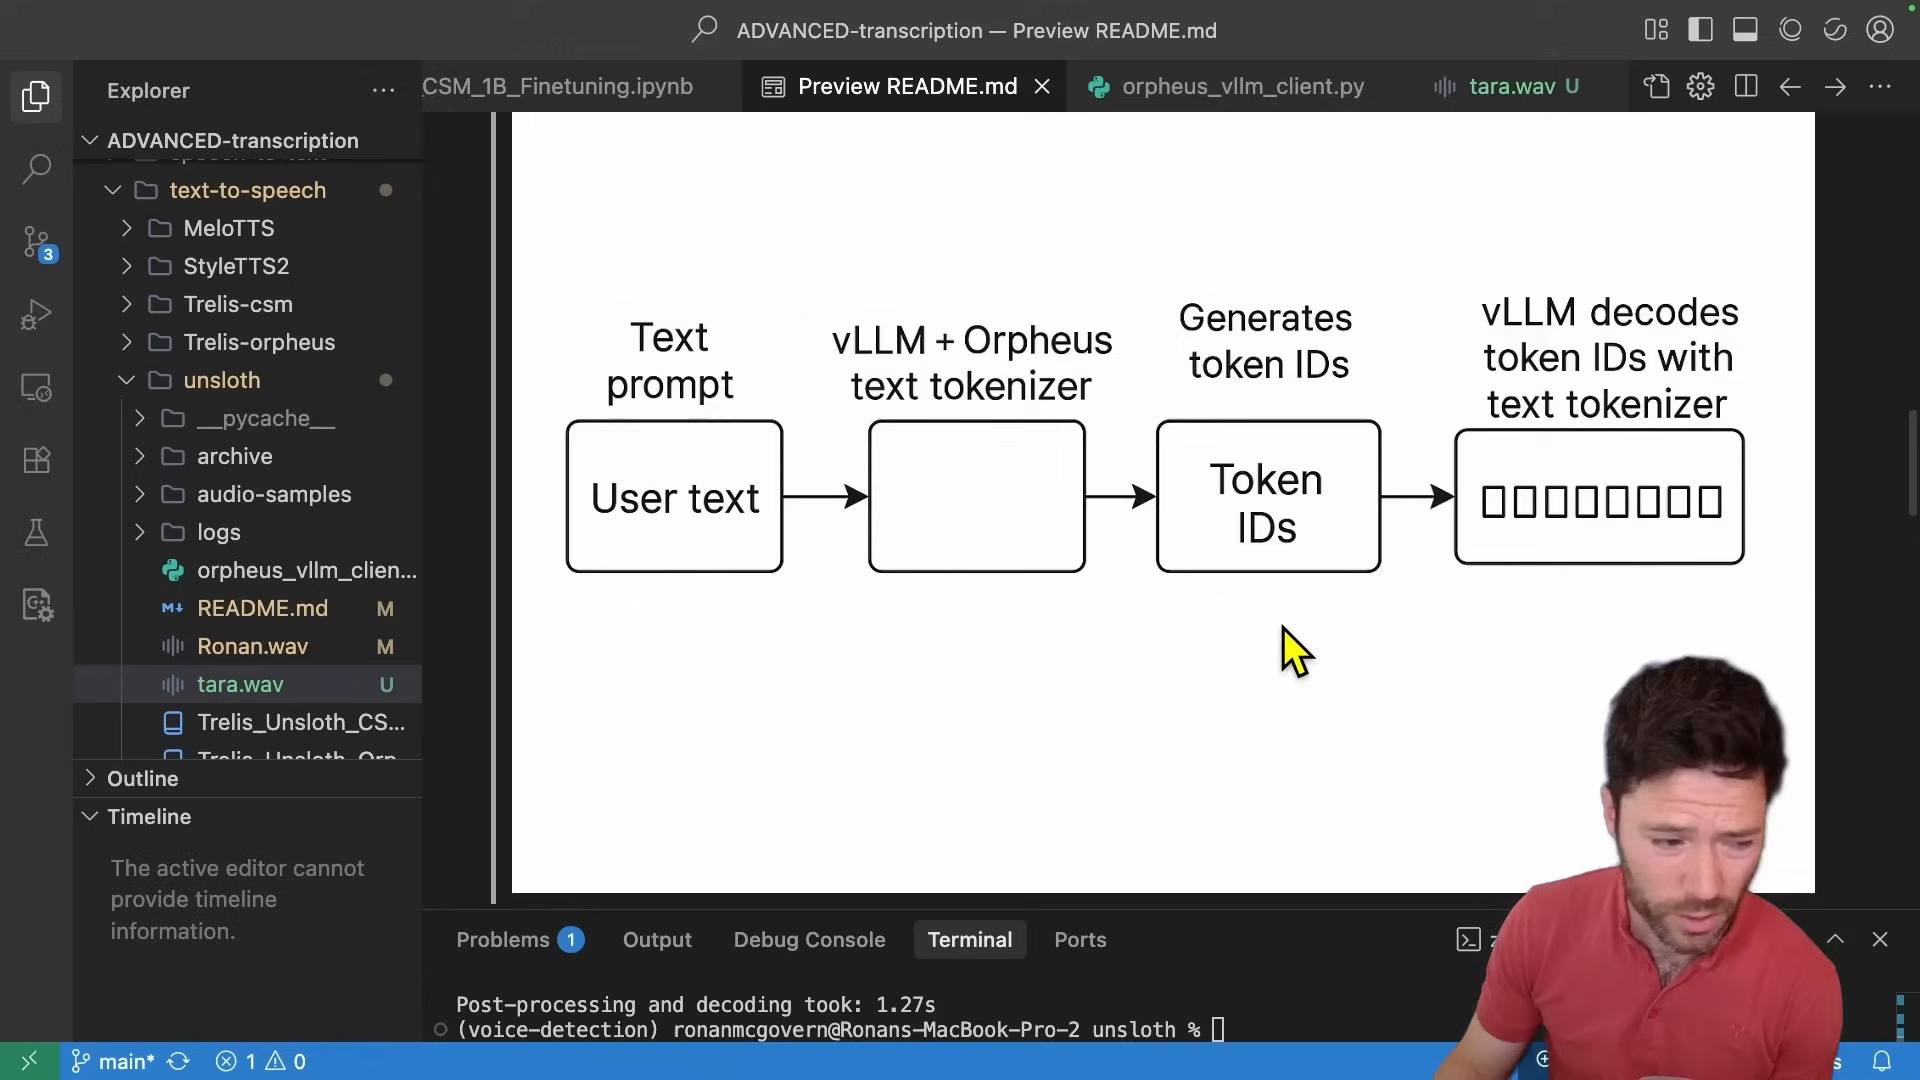 ADVANCED-transcription — Preview README.md
Explorer
CSM_1B_Finetuning.ipynb
Preview README.md
orpheus_vllm_client.py
tara.wav U
ADVANCED-transcription
text-to-speech
MeloTTS
StyleTTS2
Trelis-csm
Trelis-orpheus
unsloth
__pycache__
archive
audio-samples
logs
orpheus_vllm_clien...
README.md M
Ronan.wav M
tara.wav U
Trelis_Unsloth_CS...
Outline
Timeline
The active editor cannot
provide timeline
information.
3
Text
prompt
User text
vLLM + Orpheus
text tokenizer
Generates
token IDs
Token
IDs
vLLM decodes
token IDs with
text tokenizer
Problems 1
Output
Debug Console
Terminal
Ports
Post-processing and decoding took: 1.27s
(voice-detection) ronanmcgovern@Ronans-MacBook-Pro-2 unsloth %
main*
1
0